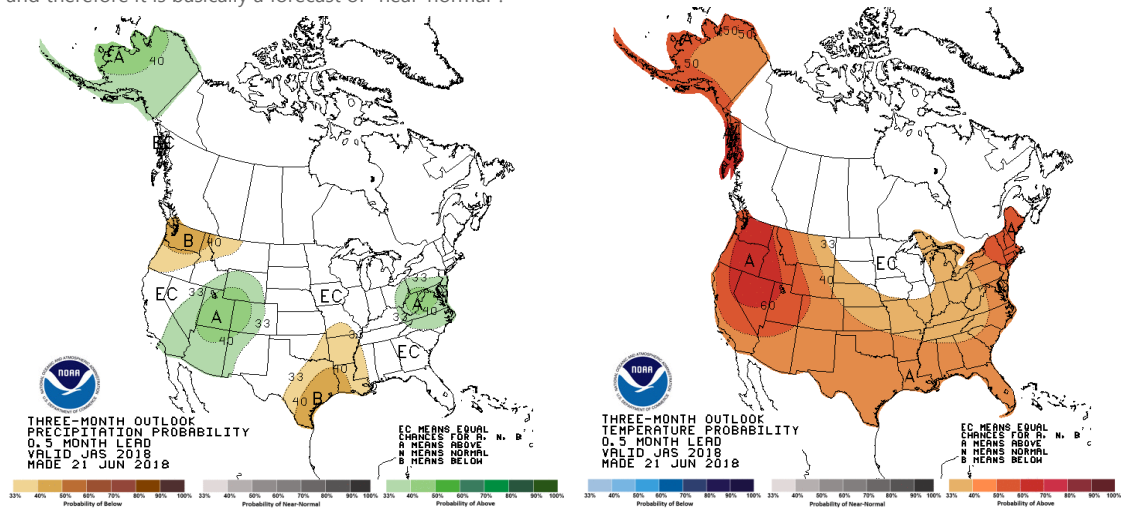 and therefore it is basically a forecast of "near-normal".
A
40
EC
B
40
EC
33
A
40
33
EC
33
33
A
40
33
40
33
B
40
EC
NOAA
THREE-MONTH OUTLOOK
PRECIPITATION PROBABILITY
0.5 MONTH LEAD
VALID JAS 2018
MADE 21 JUN 2018
EC MEANS EQUAL
CHANCES FOR A, N, B
A MEANS ABOVE
N MEANS NORMAL
B MEANS BELOW
33% 40% 50% 60% 70% 80% 90% 100%
Probability of Below
33% 40% 50% 60% 70% 80% 90% 100%
Probability of Near-Normal
33% 40% 50% 60% 70% 80% 90% 100%
Probability of Above
A
50
50
50
A
60
33
40
EC
A
A
NOAA
THREE-MONTH OUTLOOK
TEMPERATURE PROBABILITY
0.5 MONTH LEAD
VALID JAS 2018
MADE 21 JUN 2018
EC MEANS EQUAL
CHANCES FOR A, N, B
A MEANS ABOVE
N MEANS NORMAL
B MEANS BELOW
33% 40% 50% 60% 70% 80% 90% 100%
Probability of Below
33% 40% 50% 60% 70% 80% 90% 100%
Probability of Near-Normal
33% 40% 50% 60% 70% 80% 90% 100%
Probability of Above